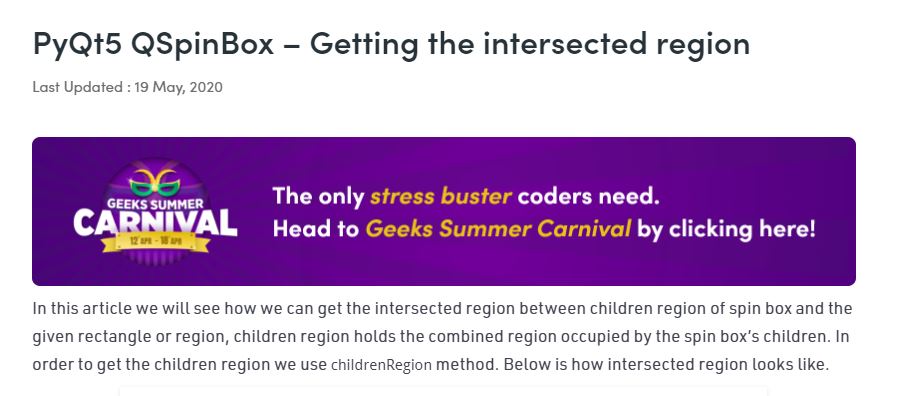 PyQt5 QSpinBox – Getting the intersected region
Last Updated : 19 May, 2020
GEEKS SUMMER
CARNIVAL
12 APR - 18 APR
The only stress buster coders need.
Head to Geeks Summer Carnival by clicking here!
In this article we will see how we can get the intersected region between children region of spin box and the
given rectangle or region, children region holds the combined region occupied by the spin box’s children. In
order to get the children region we use childrenRegion method. Below is how intersected region looks like.